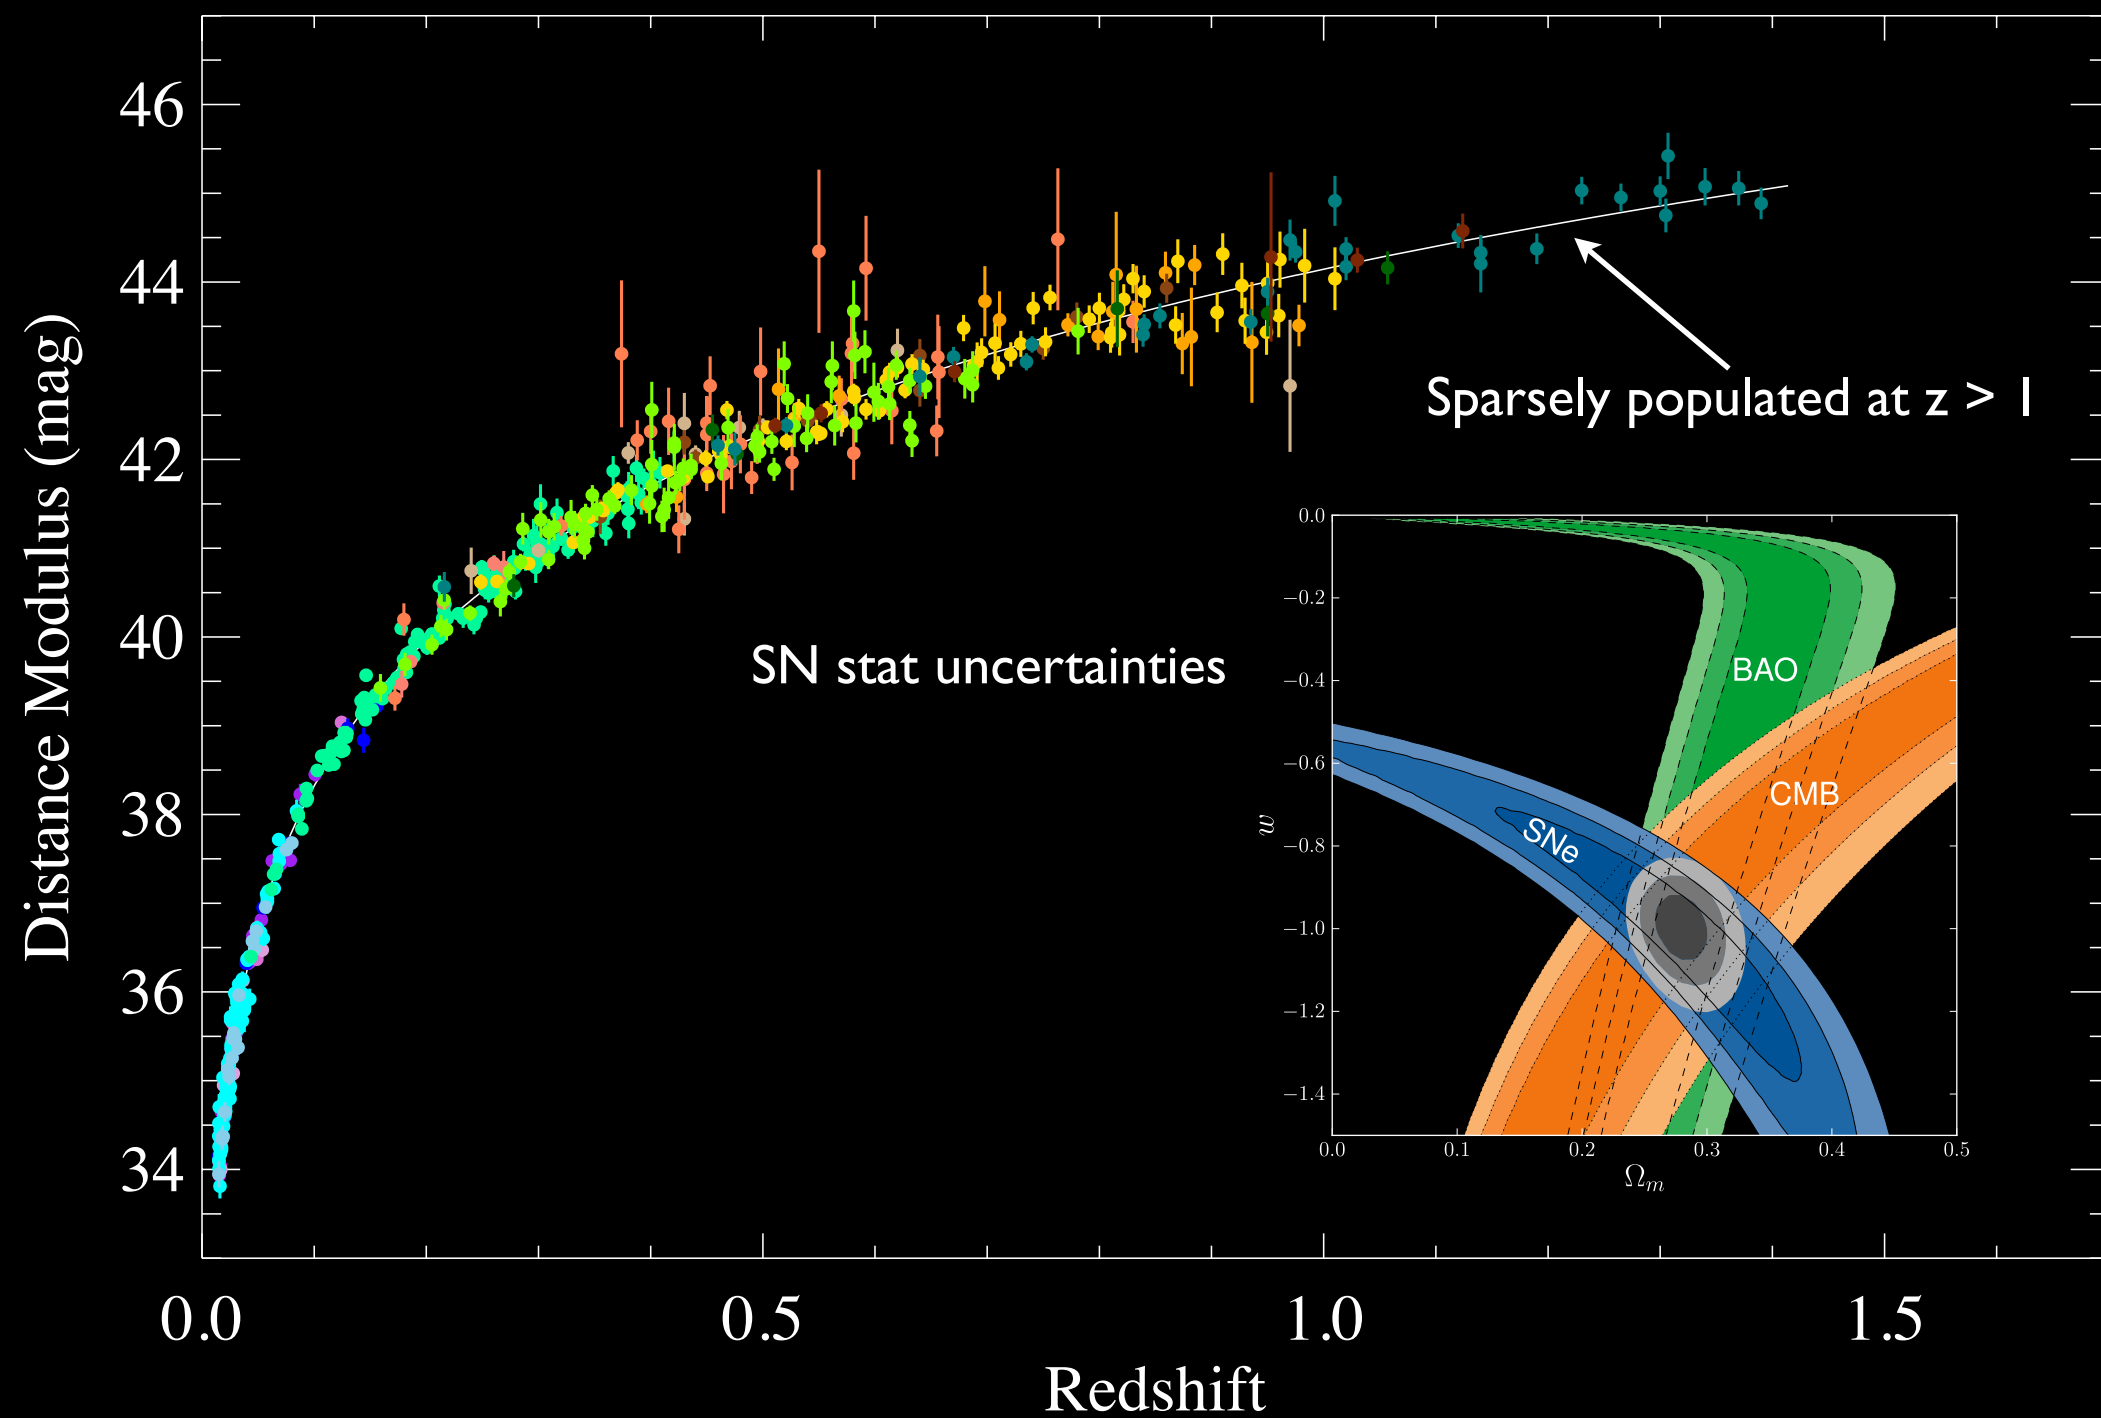 46
44
42
40
38
36
34
Distance Modulus (mag)
Sparsely populated at z > 1
SN stat uncertainties
0.0
−0.2
−0.4
−0.6
−0.8
−1.0
−1.2
−1.4
w
BAO
CMB
SNe
0.0 0.1 0.2 0.3 0.4 0.5
Ωm
0.0 0.5 1.0 1.5
Redshift